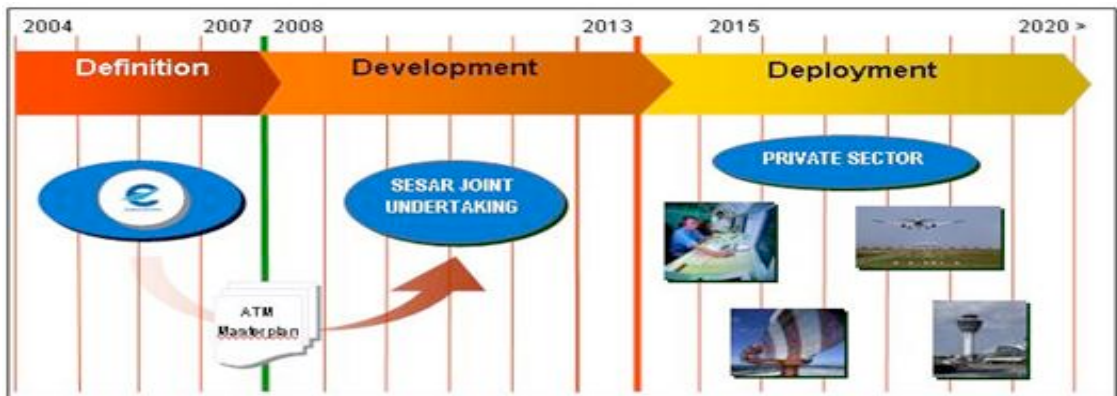 2004 2007 2008 2013 2015 2020 >
Definition Development Deployment
PRIVATE SECTOR
SESAR JOINT
UNDERTAKING
ATM
Masterplan